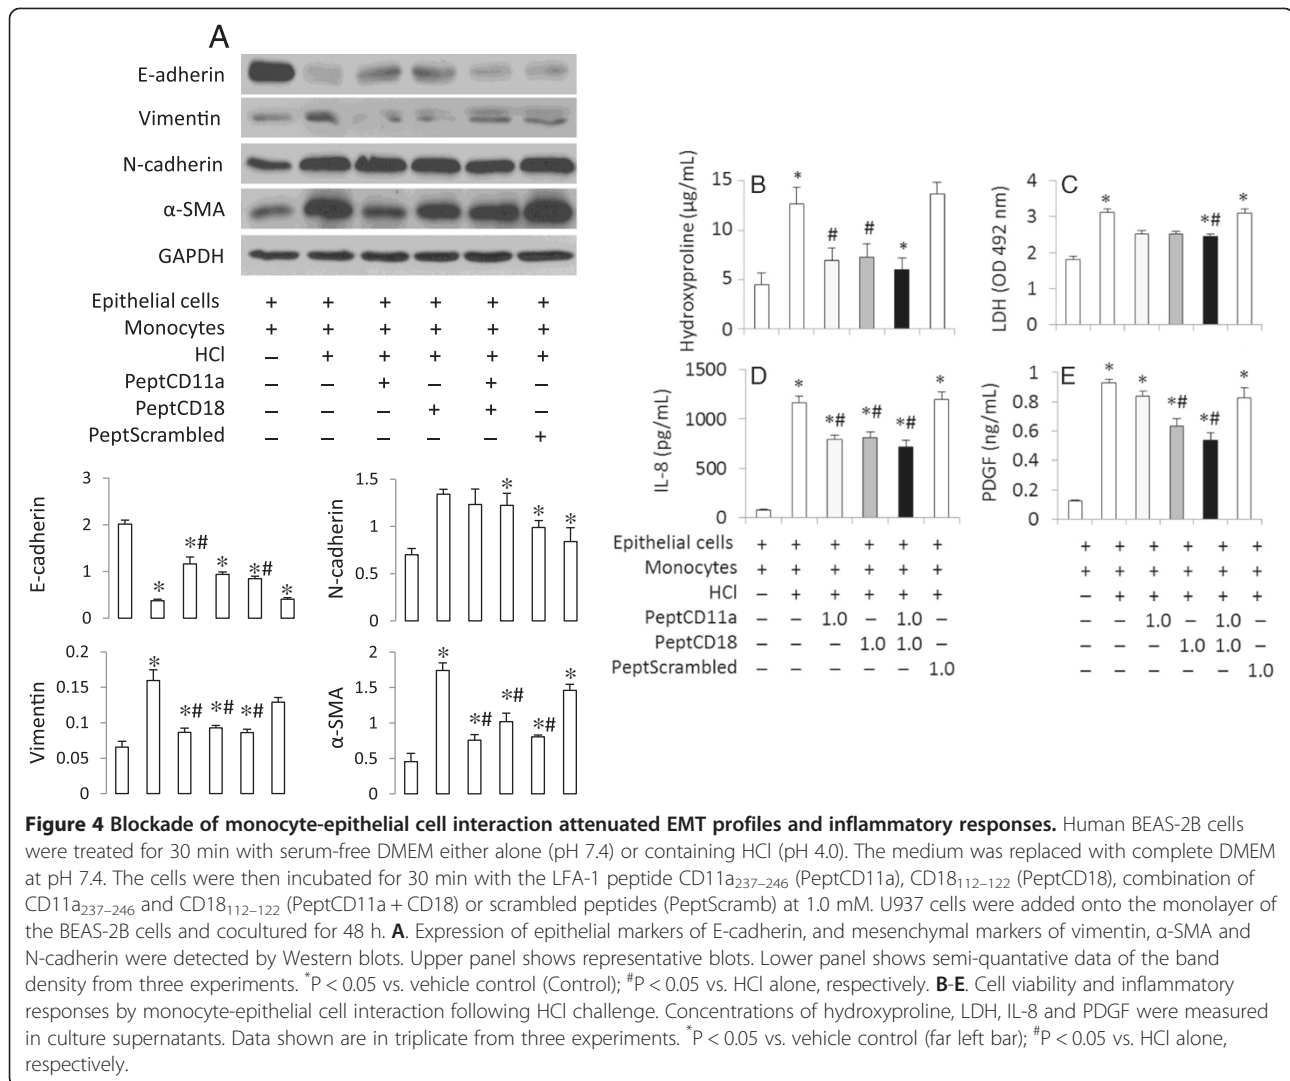 A
E-adherin
Vimentin
N-cadherin
α-SMA
GAPDH
Epithelial cells + + + + + +
Monocytes + + + + + +
HCl – + + + + +
PeptCD11a – – + – + –
PeptCD18 – – – + + –
PeptScrambled – – – – – +
E-cadherin
3
2
1
0
* *# * *# *
N-cadherin
1.5
1
0.5
0
* * *
Vimentin
0.2
0.15
0.1
0.05
0
* *# *# *#
α-SMA
2
1.5
1
0.5
0
* *# *# *# *
B
Hydroxyproline (µg/mL)
15
10
5
0
* # # *
C
LDH (OD 492 nm)
4
3
2
1
0
* *# *
D
IL-8 (pg/mL)
1500
1000
500
0
* *# *# *# *
E
PDGF (ng/mL)
1
0.8
0.6
0.4
0.2
0
* * *# *# *
Epithelial cells + + + + + + + + + + + +
Monocytes + + + + + + + + + + + +
HCl – + + + + + – + + + + +
PeptCD11a – – 1.0 – 1.0 – – – 1.0 – 1.0 –
PeptCD18 – – – 1.0 1.0 – – – – 1.0 1.0 –
PeptScrambled – – – – – 1.0 – – – – – 1.0
Figure 4 Blockade of monocyte-epithelial cell interaction attenuated EMT profiles and inflammatory responses. Human BEAS-2B cells
were treated for 30 min with serum-free DMEM either alone (pH 7.4) or containing HCl (pH 4.0). The medium was replaced with complete DMEM
at pH 7.4. The cells were then incubated for 30 min with the LFA-1 peptide CD11a237–246 (PeptCD11a), CD18112–122 (PeptCD18), combination of
CD11a237–246 and CD18112–122 (PeptCD11a + CD18) or scrambled peptides (PeptScramb) at 1.0 mM. U937 cells were added onto the monolayer of
the BEAS-2B cells and cocultured for 48 h. A. Expression of epithelial markers of E-cadherin, and mesenchymal markers of vimentin, α-SMA and
N-cadherin were detected by Western blots. Upper panel shows representative blots. Lower panel shows semi-quantative data of the band
density from three experiments. *P < 0.05 vs. vehicle control (Control); #P < 0.05 vs. HCl alone, respectively. B-E. Cell viability and inflammatory
responses by monocyte-epithelial cell interaction following HCl challenge. Concentrations of hydroxyproline, LDH, IL-8 and PDGF were measured
in culture supernatants. Data shown are in triplicate from three experiments. *P < 0.05 vs. vehicle control (far left bar); #P < 0.05 vs. HCl alone,
respectively.